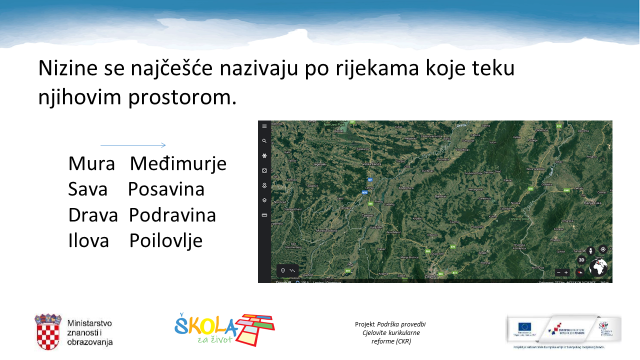 Nizine se najčešće nazivaju po rijekama koje teku
njihovim prostorom.
Mura Međimurje
Sava Posavina
Drava Podravina
Ilova Poilovlje
Ministarstvo
znanosti i
obrazovanja
ŠKOLA
za život
Projekt Podrška provedbi
Cjelovite kurikularne
reforme (CKR)